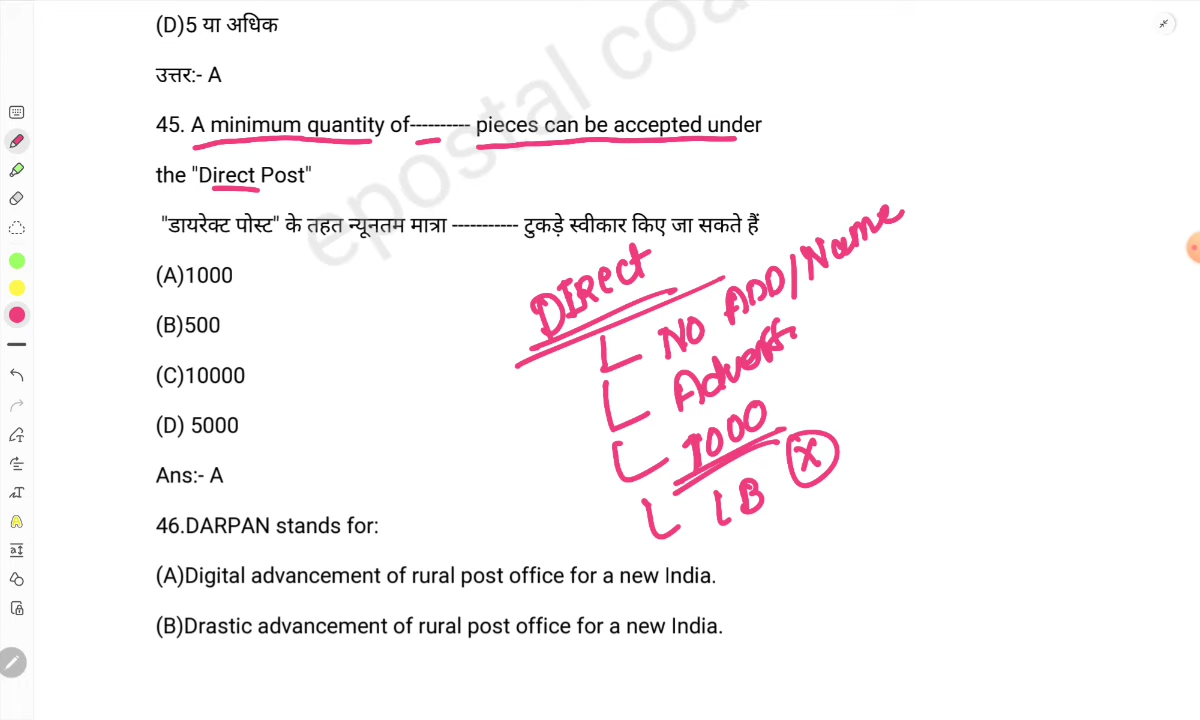 (D)5 या अधिक
उत्तर:- A
45. A minimum quantity of---------- pieces can be accepted under
the "Direct Post"
"डायरेक्ट पोस्ट" के तहत न्यूनतम मात्रा ----------- टुकड़े स्वीकार किए जा सकते हैं
(A)1000
(B)500
(C)10000
(D) 5000
Ans:- A
46.DARPAN stands for:
(A)Digital advancement of rural post office for a new India.
(B)Drastic advancement of rural post office for a new India.
DIRect
NO ADD/Name
Advert.
1000
LB X
epostal coa